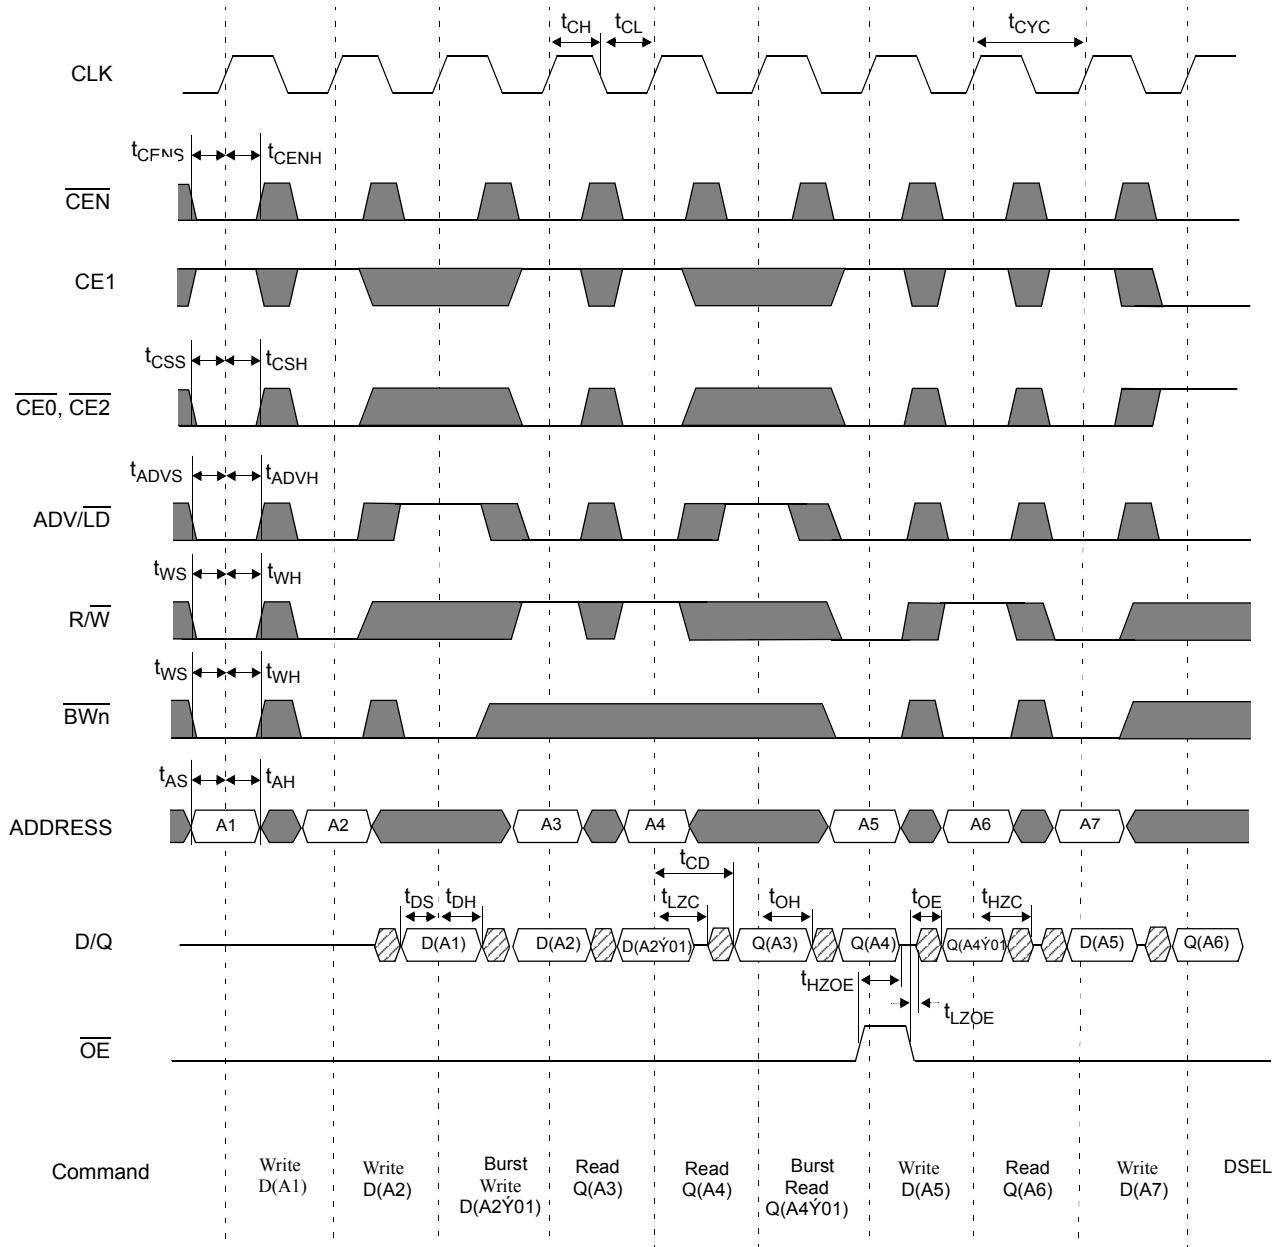 tCH tCL tCYC
CLK
tCENS tCENH
CEN
CE1
tCSS tCSH
CE0, CE2
tADVS tADVH
ADV/LD
tWS tWH
R/W
tWS tWH
BWn
tAS tAH
ADDRESS A1 A2 A3 A4 A5 A6 A7
tCD
tDS tDH tLZC tOH tOE tHZC
D/Q D(A1) D(A2) D(A2Ý01) Q(A3) Q(A4) Q(A4Ý01 D(A5) Q(A6)
tHZOE
tLZOE
OE
Command
Write
D(A1)
Write
D(A2)
Burst
Write
D(A2Ý01)
Read
Q(A3)
Read
Q(A4)
Burst
Read
Q(A4Ý01)
Write
D(A5)
Read
Q(A6)
Write
D(A7)
DSEL